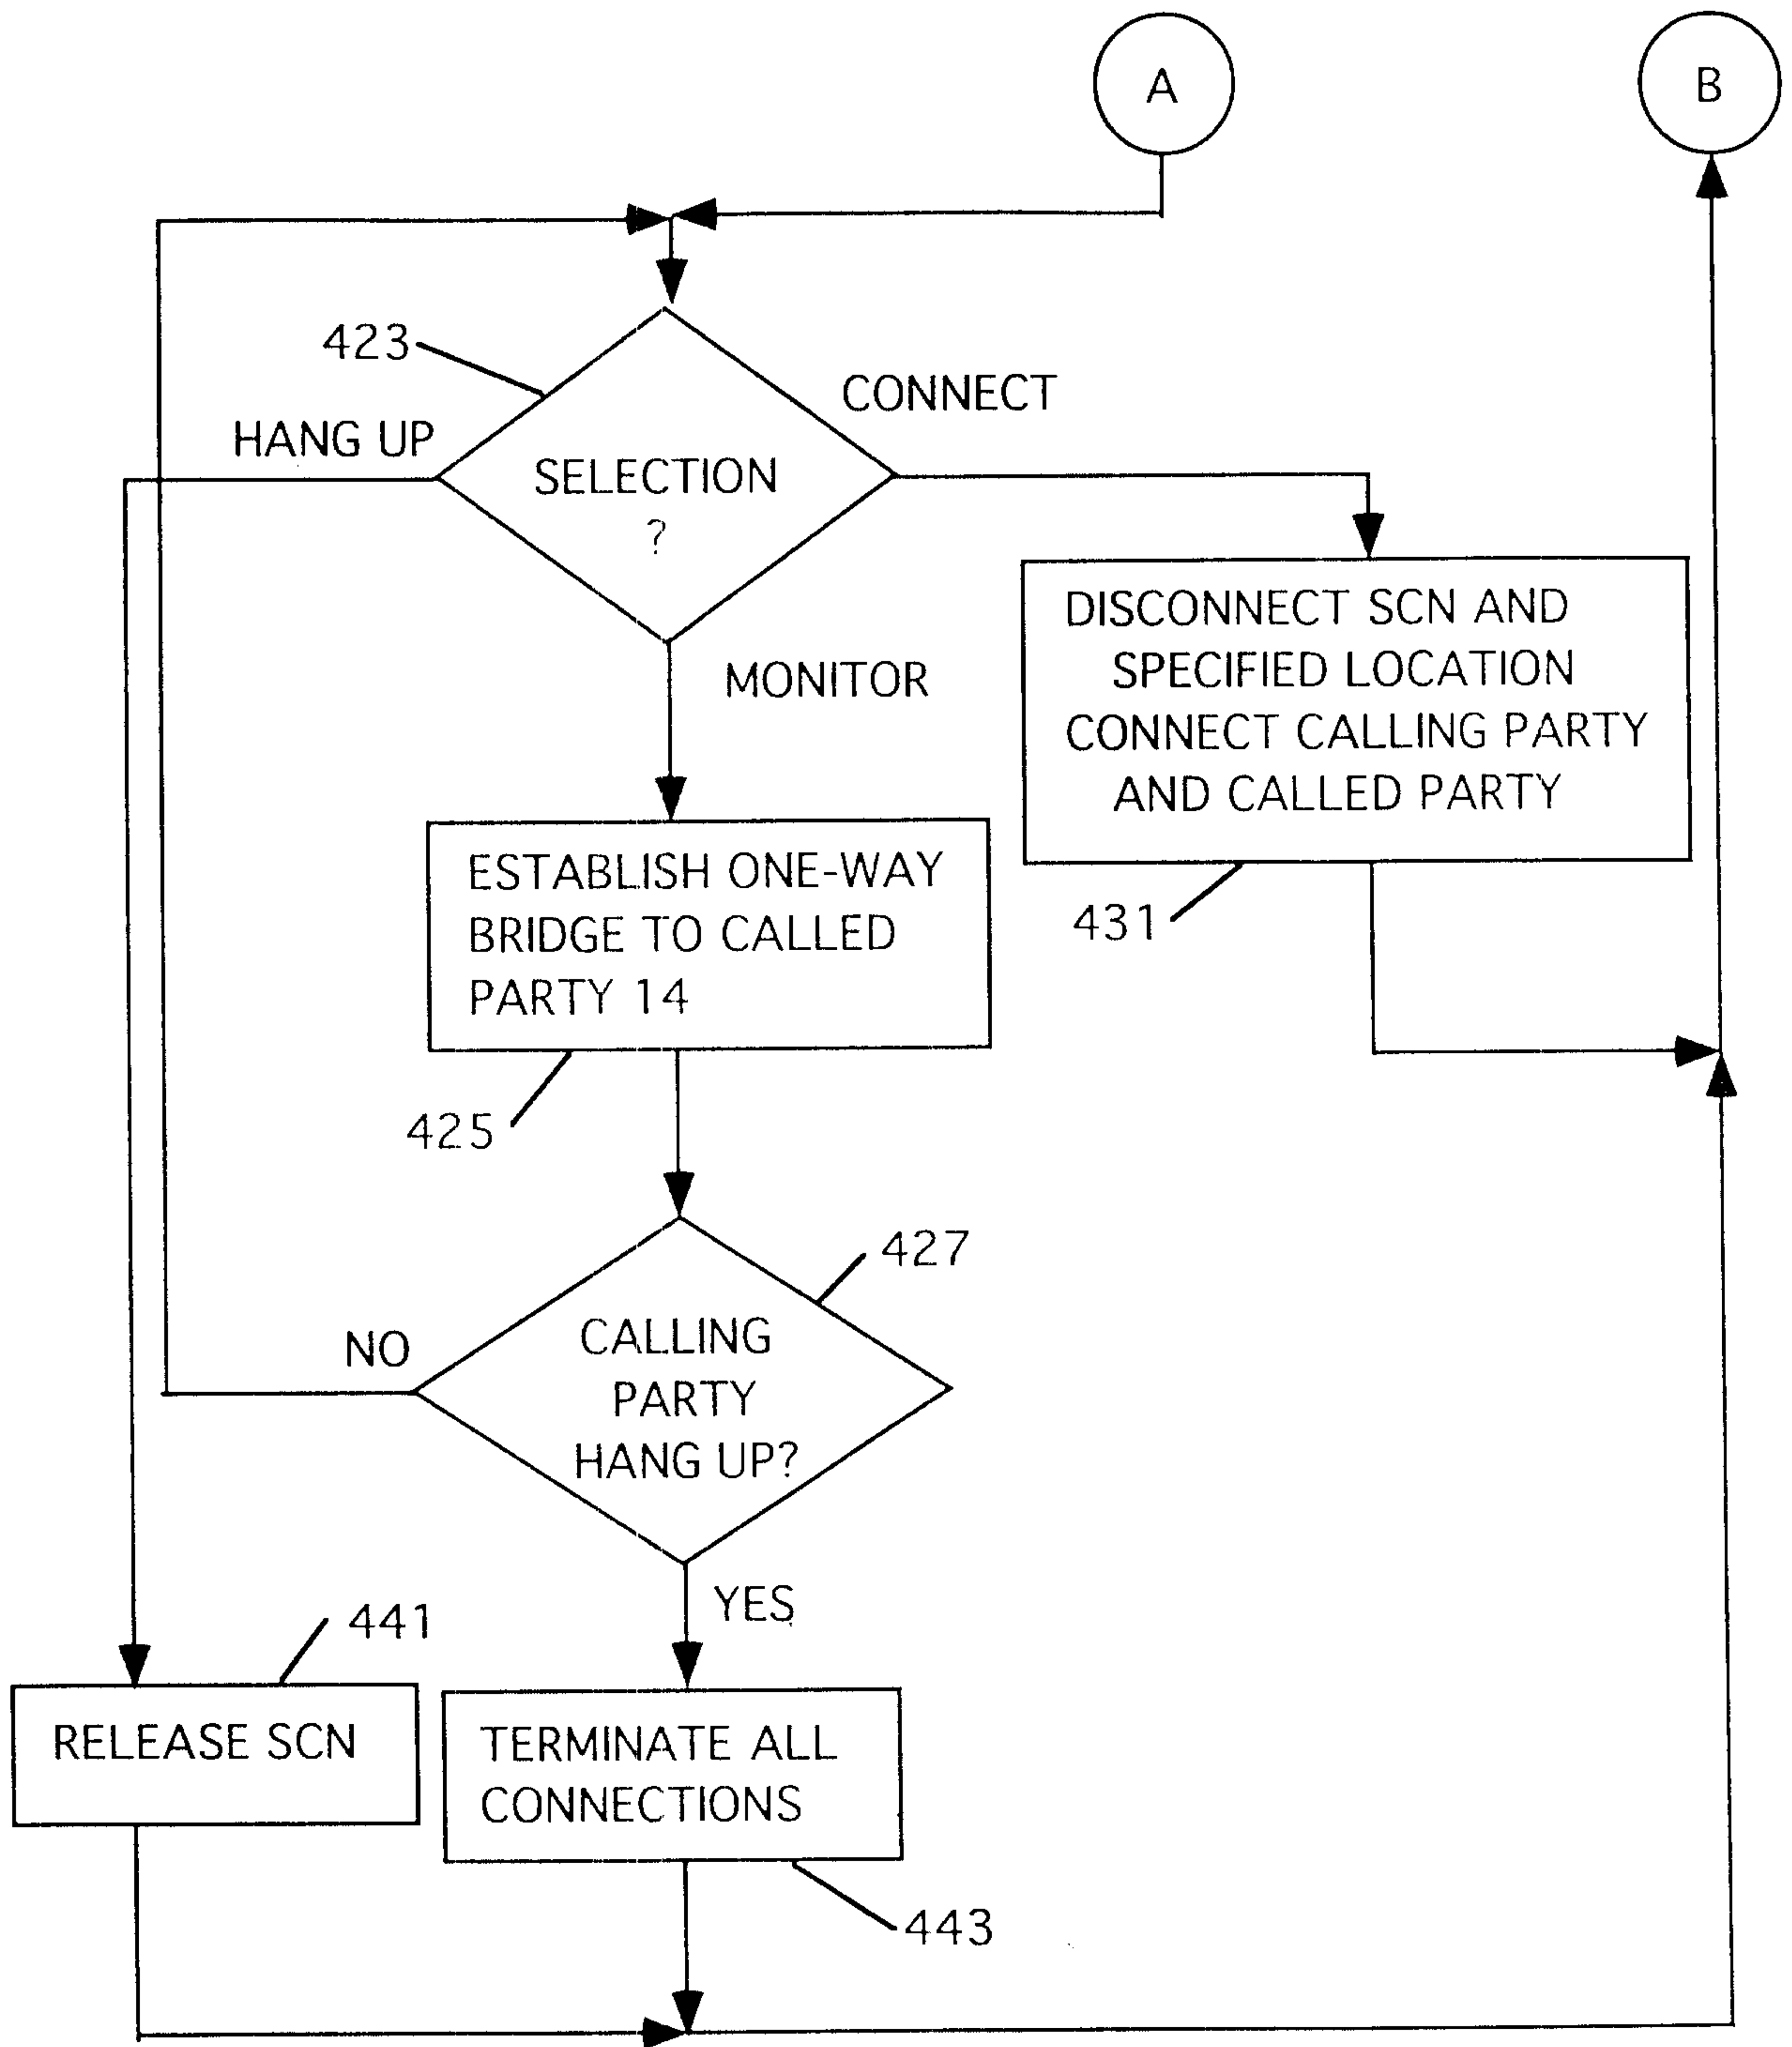 A
B
423
CONNECT
HANG UP
SELECTION
?
DISCONNECT SCN AND
SPECIFIED LOCATION
CONNECT CALLING PARTY
AND CALLED PARTY
MONITOR
ESTABLISH ONE-WAY
BRIDGE TO CALLED
PARTY 14
431
425
427
NO
CALLING
PARTY
HANG UP?
YES
441
RELEASE SCN
TERMINATE ALL
CONNECTIONS
443